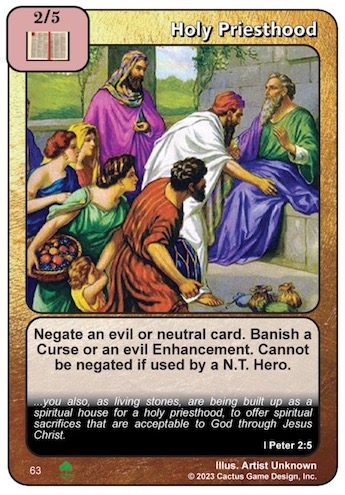 2/5
Holy Priesthood
Negate an evil or neutral card. Banish a
Curse or an evil Enhancement. Cannot
be negated if used by a N.T. Hero.
...you also, as living stones, are being built up as a
spiritual house for a holy priesthood, to offer spiritual
sacrifices that are acceptable to God through Jesus
Christ.
I Peter 2:5
Illus. Artist Unknown
63
© 2023 Cactus Game Design, Inc.